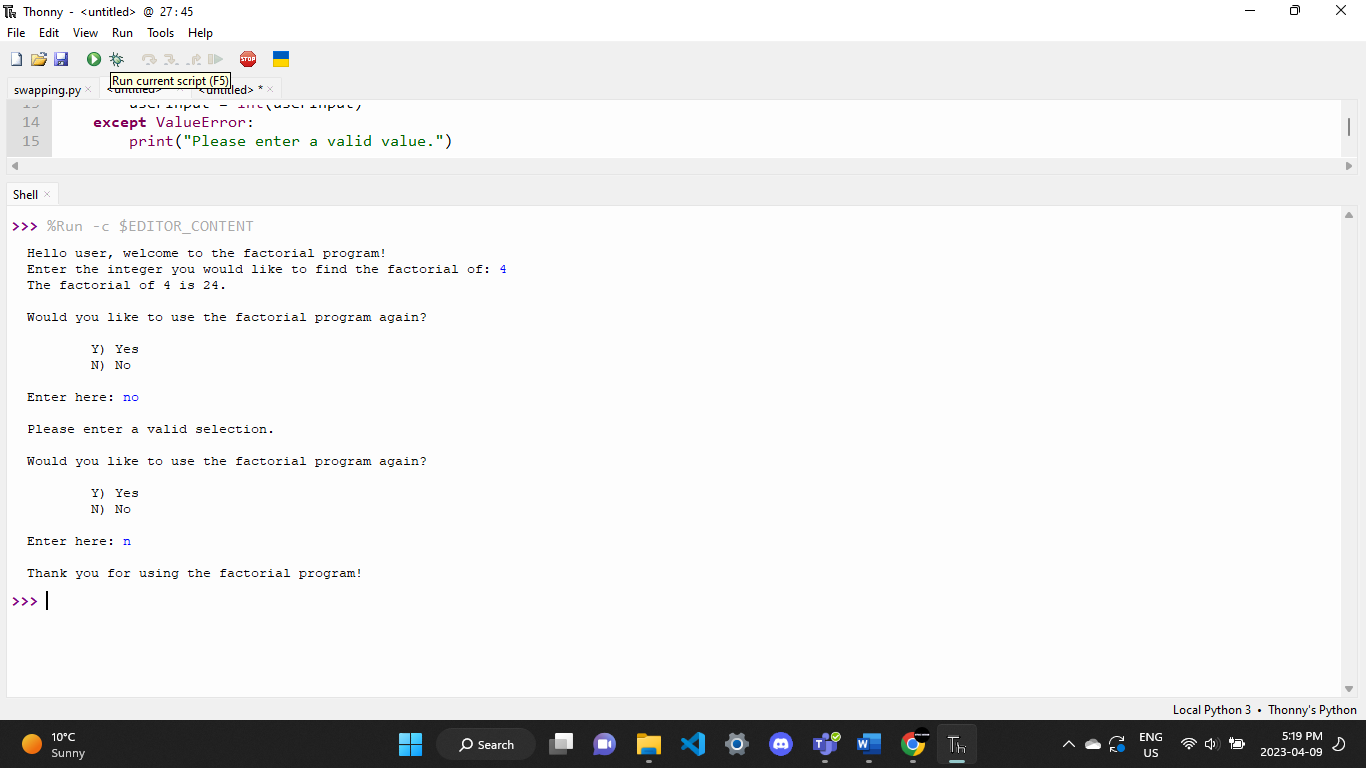 Thonny - <untitled> @ 27:45
File Edit View Run Tools Help
STOP
Run current script (F5)
swapping.py <untitled> <untitled> *
userInput = int(userInput)
14 except ValueError:
15 print("Please enter a valid value.")
Shell
>>> %Run -c $EDITOR_CONTENT
Hello user, welcome to the factorial program!
Enter the integer you would like to find the factorial of: 4
The factorial of 4 is 24.
Would you like to use the factorial program again?
Y) Yes
N) No
Enter here: no
Please enter a valid selection.
Would you like to use the factorial program again?
Y) Yes
N) No
Enter here: n
Thank you for using the factorial program!
>>>
Local Python 3 • Thonny's Python
10°C
Sunny
Search
ENG
US
5:19 PM
2023-04-09